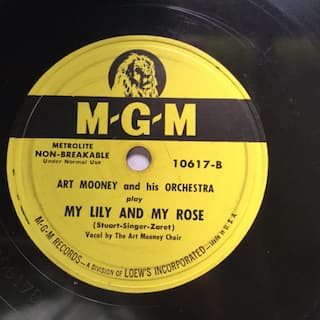 M-G-M
METROLITE
NON-BREAKABLE
Under Normal Use
10617-B
ART MOONEY and his ORCHESTRA
play
MY LILY AND MY ROSE
(Stuart-Singer-Zaret)
Vocal by The Art Mooney Choir
M-G-M RECORDS—A DIVISION OF LOEW'S INCORPORATED—MANUFACTURED IN U.S.A.